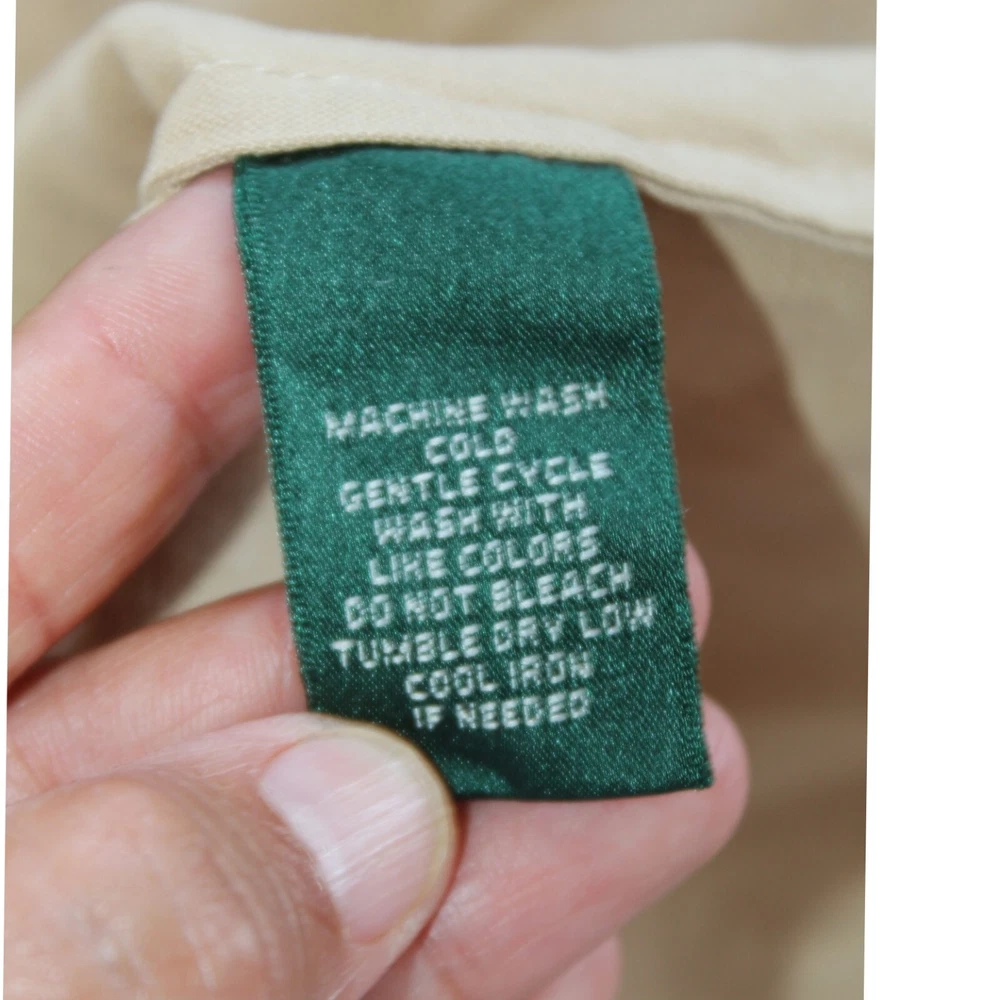 MACHINE WASH
COLD
GENTLE CYCLE
WASH WITH
LIKE COLORS
DO NOT BLEACH
TUMBLE DRY LOW
COOL IRON
IF NEEDED